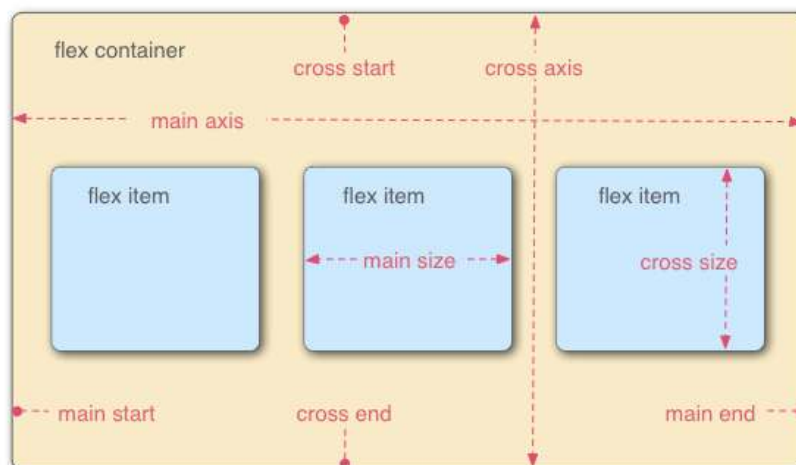 flex container
cross start
cross axis
main axis
flex item
flex item
flex item
main size
cross size
main start
cross end
main end